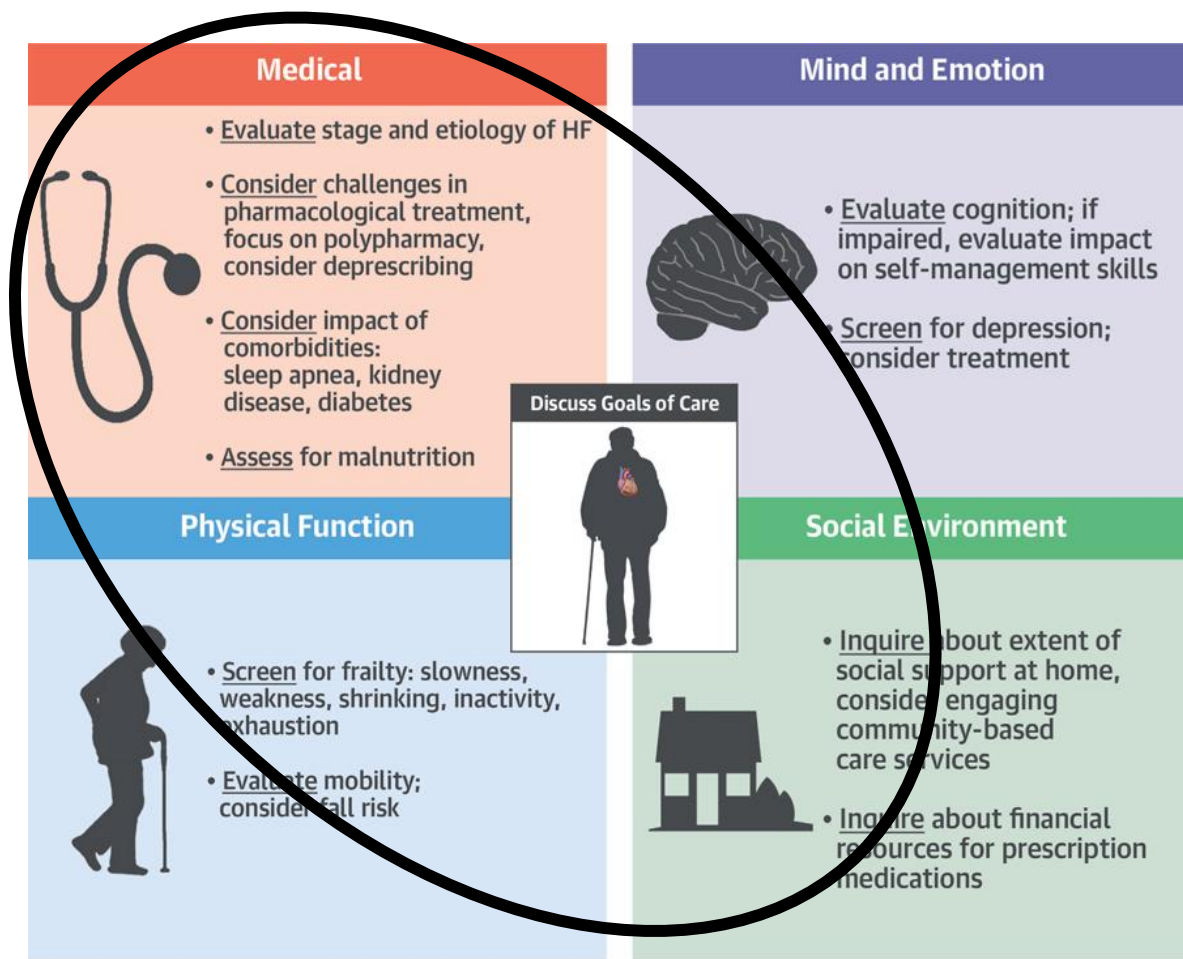 Medical
• Evaluate stage and etiology of HF
• Consider challenges in
pharmacological treatment,
focus on polypharmacy,
consider deprescribing
• Consider impact of
comorbidities:
sleep apnea, kidney
disease, diabetes
• Assess for malnutrition
Mind and Emotion
• Evaluate cognition; if
impaired, evaluate impact
on self-management skills
• Screen for depression;
consider treatment
Discuss Goals of Care
Physical Function
• Screen for frailty: slowness,
weakness, shrinking, inactivity,
exhaustion
• Evaluate mobility;
consider fall risk
Social Environment
• Inquire about extent of
social support at home,
consider engaging
community-based
care services
• Inquire about financial
resources for prescription
medications